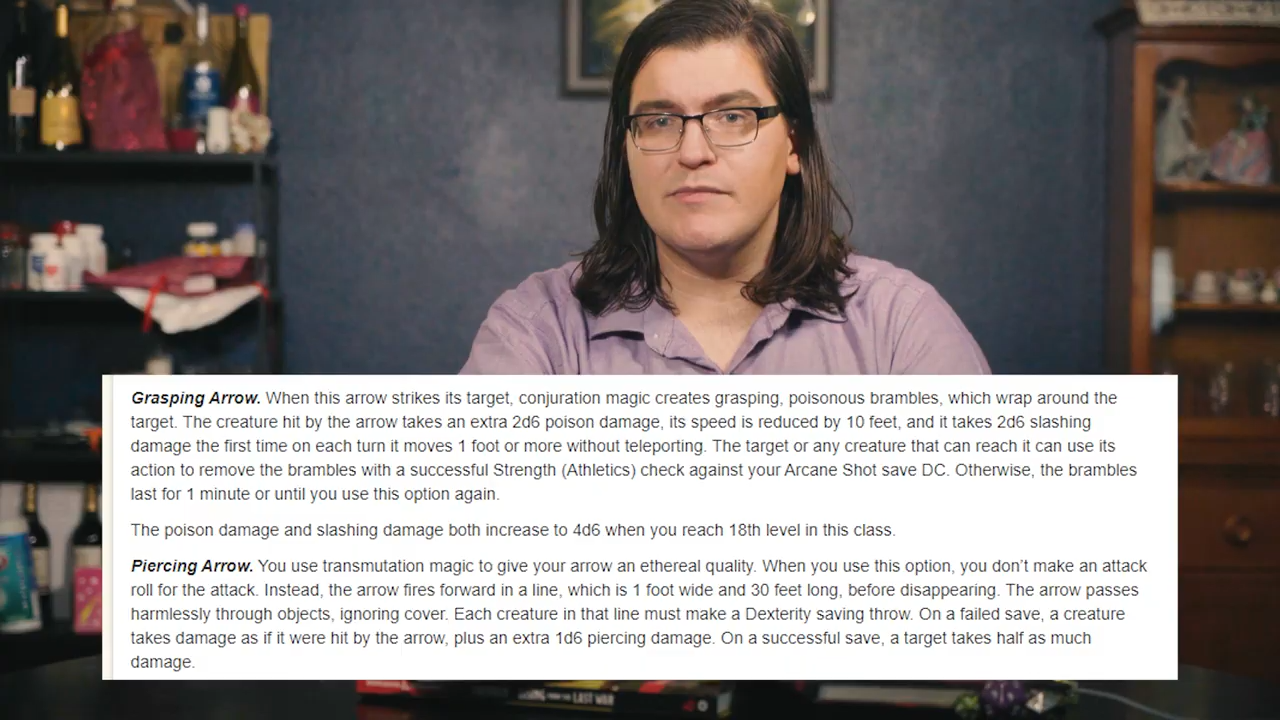 Grasping Arrow. When this arrow strikes its target, conjuration magic creates grasping, poisonous brambles, which wrap around the
target. The creature hit by the arrow takes an extra 2d6 poison damage, its speed is reduced by 10 feet, and it takes 2d6 slashing
damage the first time on each turn it moves 1 foot or more without teleporting. The target or any creature that can reach it can use its
action to remove the brambles with a successful Strength (Athletics) check against your Arcane Shot save DC. Otherwise, the brambles
last for 1 minute or until you use this option again.
The poison damage and slashing damage both increase to 4d6 when you reach 18th level in this class.
Piercing Arrow. You use transmutation magic to give your arrow an ethereal quality. When you use this option, you don’t make an attack
roll for the attack. Instead, the arrow fires forward in a line, which is 1 foot wide and 30 feet long, before disappearing. The arrow passes
harmlessly through objects, ignoring cover. Each creature in that line must make a Dexterity saving throw. On a failed save, a creature
takes damage as if it were hit by the arrow, plus an extra 1d6 piercing damage. On a successful save, a target takes half as much
damage.
LAST WAR